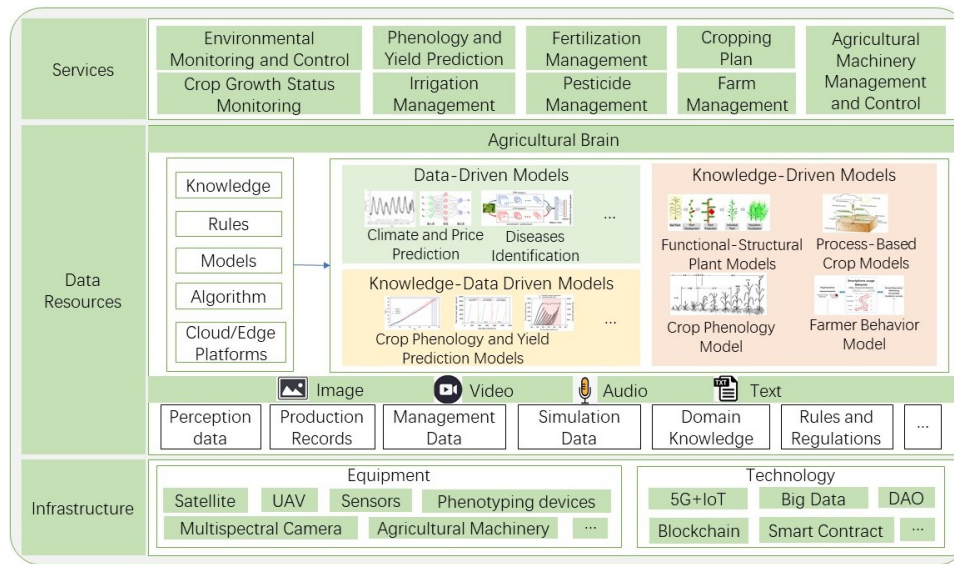 Services
Environmental
Monitoring and Control
Phenology and
Yield Prediction
Fertilization
Management
Cropping
Plan
Agricultural
Machinery
Management
and Control
Crop Growth Status
Monitoring
Irrigation
Management
Pesticide
Management
Farm
Management
Data
Resources
Agricultural Brain
Knowledge
Rules
Models
Algorithm
Cloud/Edge
Platforms
Data-Driven Models
...
Climate and Price
Prediction
Diseases
Identification
Knowledge-Data Driven Models
...
Crop Phenology and Yield
Prediction Models
Knowledge-Driven Models
Functional-Structural
Plant Models
Process-Based
Crop Models
Crop Phenology
Model
Farmer Behavior
Model
Image
Video
Audio
TXT
Text
Perception
data
Production
Records
Management
Data
Simulation
Data
Domain
Knowledge
Rules and
Regulations
...
Infrastructure
Equipment
Satellite
UAV
Sensors
Phenotyping devices
Multispectral Camera
Agricultural Machinery
...
Technology
5G+IoT
Big Data
DAO
Blockchain
Smart Contract
...